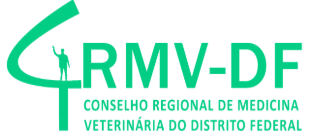 CRMV-DF
CONSELHO REGIONAL DE MEDICINA
VETERINÁRIA DO DISTRITO FEDERAL